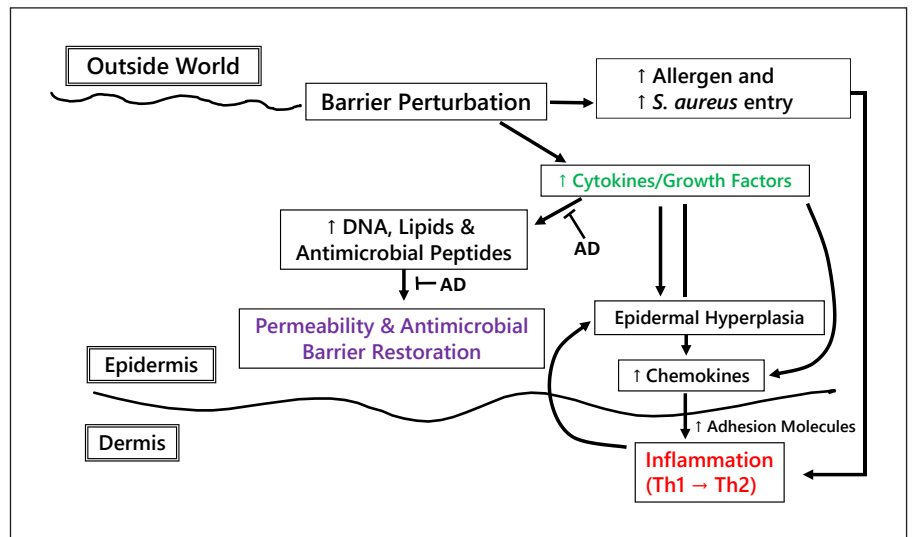 Outside World
Barrier Perturbation
↑ Allergen and
↑ S. aureus entry
↑ Cytokines/Growth Factors
↑ DNA, Lipids &
Antimicrobial Peptides
AD
AD
Permeability & Antimicrobial
Barrier Restoration
Epidermal Hyperplasia
Epidermis
↑ Chemokines
↑ Adhesion Molecules
Dermis
Inflammation
(Th1 → Th2)